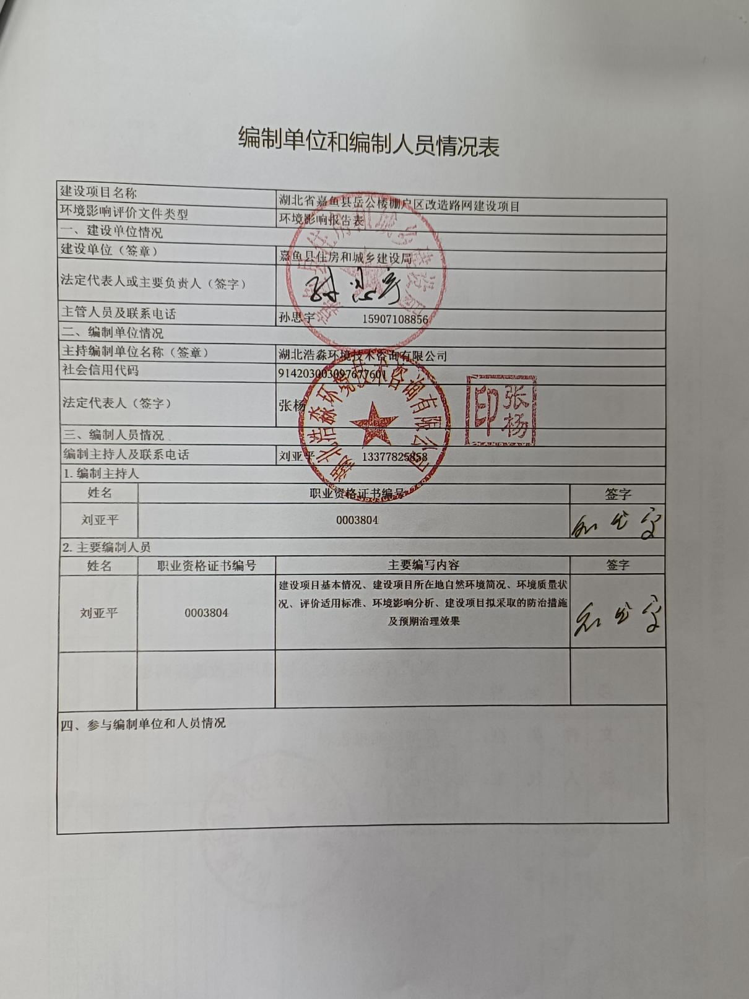 编制单位和编制人员情况表
建设项目名称 湖北省嘉鱼县岳公楼棚户区改造路网建设项目
环境影响评价文件类型 环境影响报告表
一、建设单位情况
建设单位（签章） 嘉鱼县住房和城乡建设局
法定代表人或主要负责人（签字）
主管人员及联系电话 孙思宇 15907108856
二、编制单位情况
主持编制单位名称（签章） 湖北浩淼环境技术咨询有限公司
社会信用代码 914203003097677601
法定代表人（签字） 张杨
湖北浩淼环境技术咨询有限公司
张杨印
三、编制人员情况
编制主持人及联系电话 刘亚平 13377825858
1. 编制主持人
姓名 职业资格证书编号 签字
刘亚平 0003804
2. 主要编制人员
姓名 职业资格证书编号 主要编写内容 签字
建设项目基本情况、建设项目所在地自然环境简况、环境质量状
刘亚平 0003804 况、评价适用标准、环境影响分析、建设项目拟采取的防治措施
及预期治理效果
四、参与编制单位和人员情况